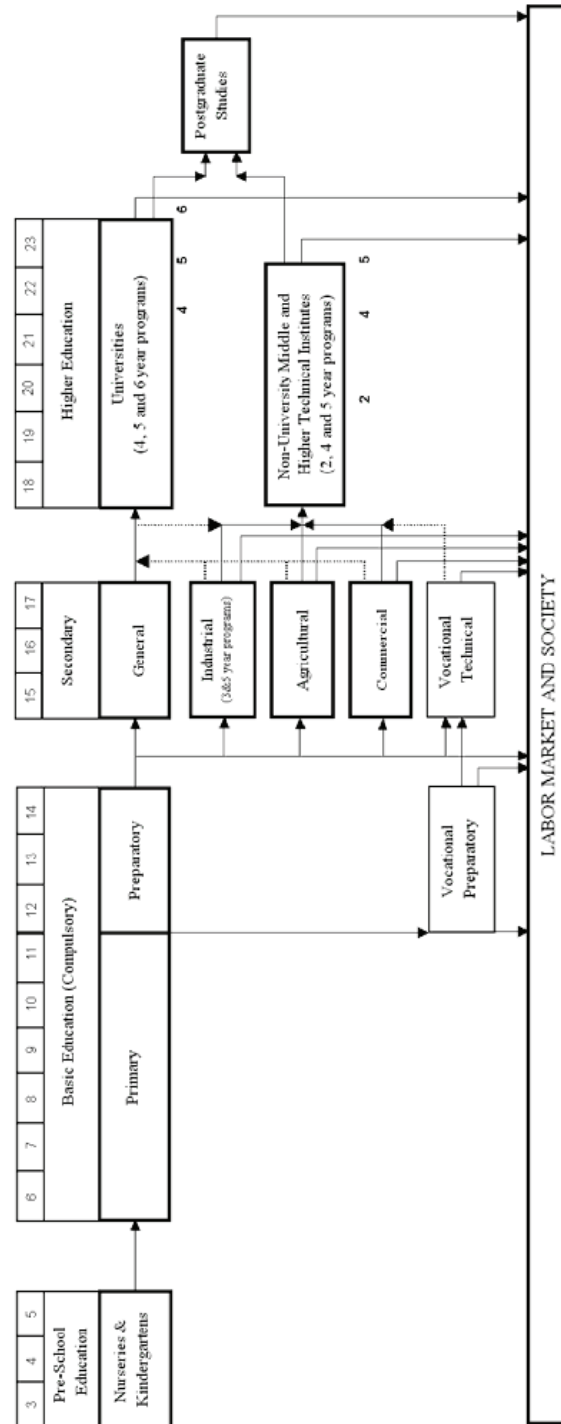 3 4 5
Pre-School
Education
Nurseries &
Kindergartens
6 7 8 9 10 11 12 13 14
Basic Education (Compulsory)
Primary
Preparatory
Vocational
Preparatory
15 16 17
Secondary
General
Industrial
(3&5 year programs)
Agricultural
Commercial
Vocational
Technical
18 19 20 21 22 23
Higher Education
Universities
(4, 5 and 6 year programs)
4 5 6
Non-University Middle and
Higher Technical Institutes
(2, 4 and 5 year programs)
2 4 5
Postgraduate
Studies
LABOR MARKET AND SOCIETY